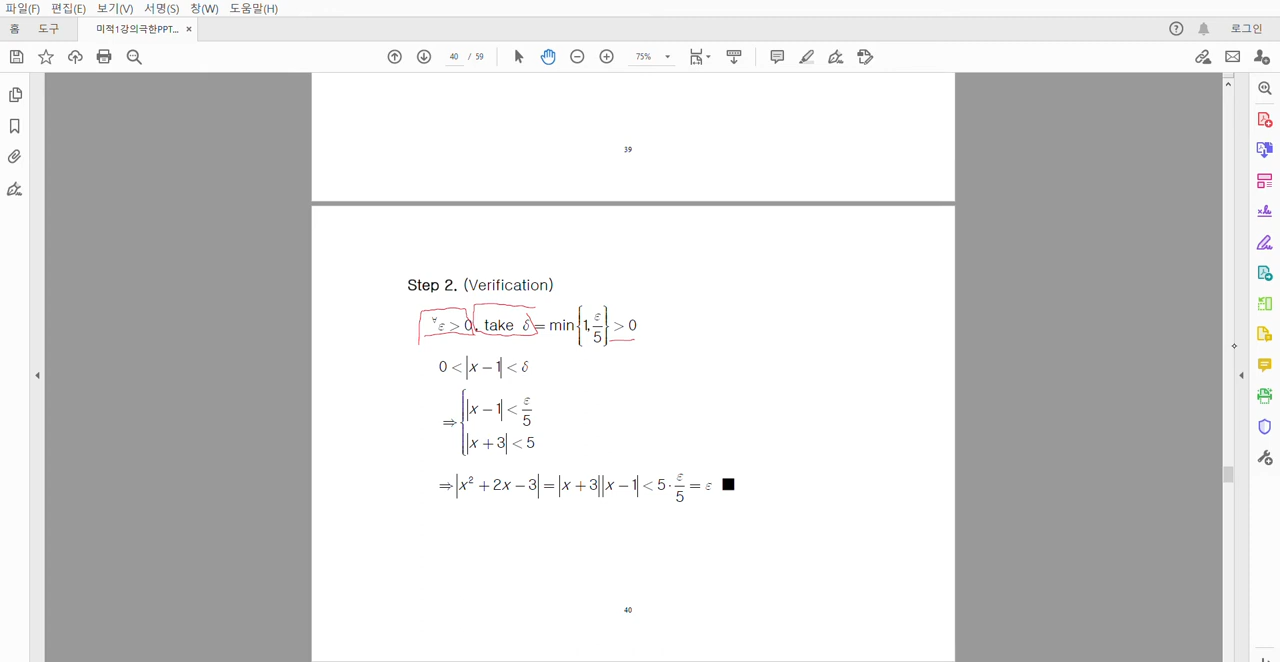 파일(F) 편집(E) 보기(V) 서명(S) 창(W) 도움말(H)
홈 도구 미적1강의극한PPT... × 로그인
40 / 59 75%
39
Step 2. (Verification)
∀ε > 0, take δ = min{1, ε/5} > 0
0 < |x − 1| < δ
⇒ { |x − 1| < ε/5
|x + 3| < 5
⇒ |x² + 2x − 3| = |x + 3||x − 1| < 5 · ε/5 = ε ■
40